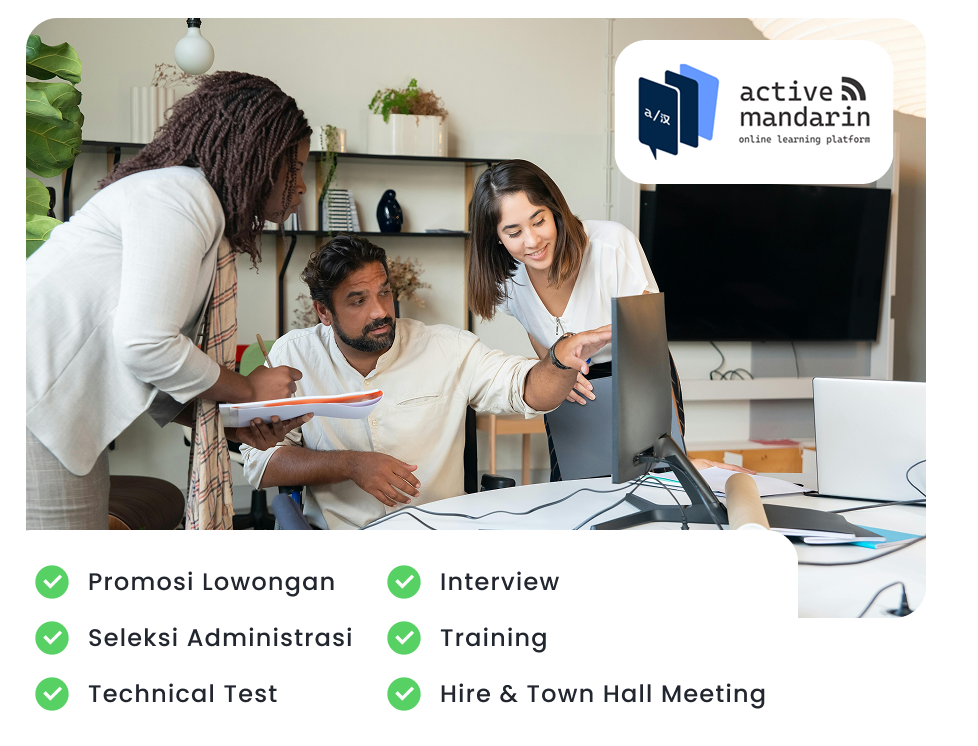 a/汉
active
mandarin
online learning platform
Promosi Lowongan
Interview
Seleksi Administrasi
Training
Technical Test
Hire & Town Hall Meeting